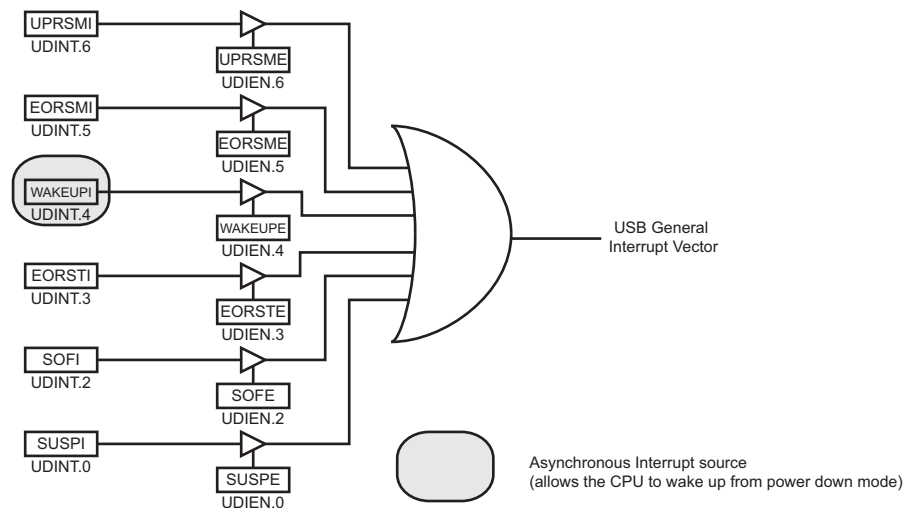 UPRSMI
UDINT.6
UPRSME
UDIEN.6
EORSMI
UDINT.5
EORSME
UDIEN.5
WAKEUPI
UDINT.4
WAKEUPE
UDIEN.4
EORSTI
UDINT.3
EORSTE
UDIEN.3
SOFI
UDINT.2
SOFE
UDIEN.2
SUSPI
UDINT.0
SUSPE
UDIEN.0
USB General
Interrupt Vector
Asynchronous Interrupt source
(allows the CPU to wake up from power down mode)